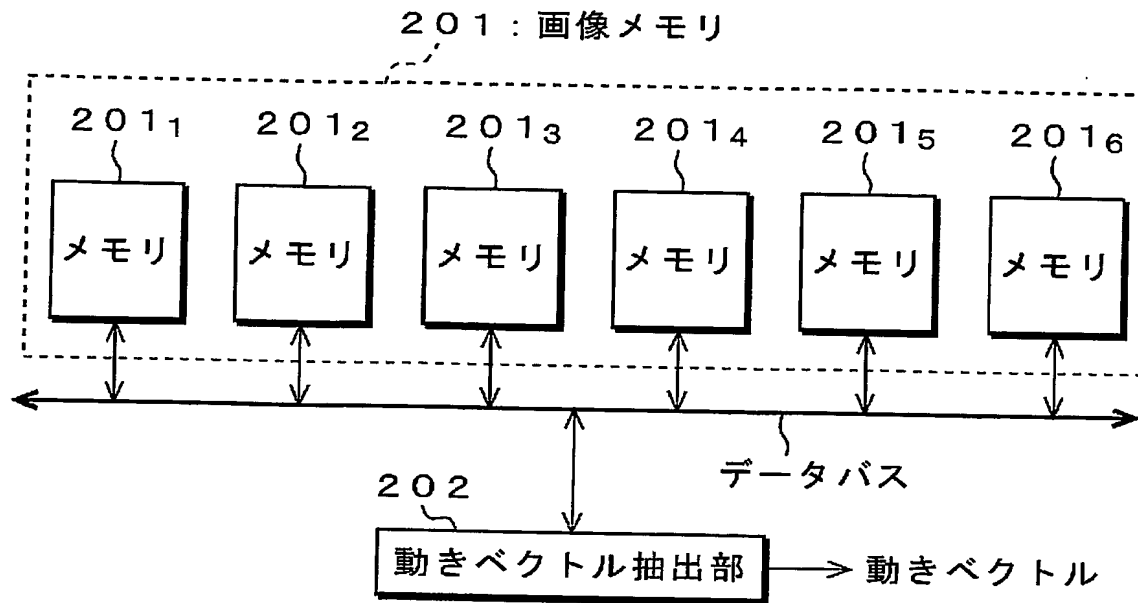 201：画像メモリ
201₁ 201₂ 201₃ 201₄ 201₅ 201₆
メモリ メモリ メモリ メモリ メモリ メモリ
データバス
202
動きベクトル抽出部 動きベクトル